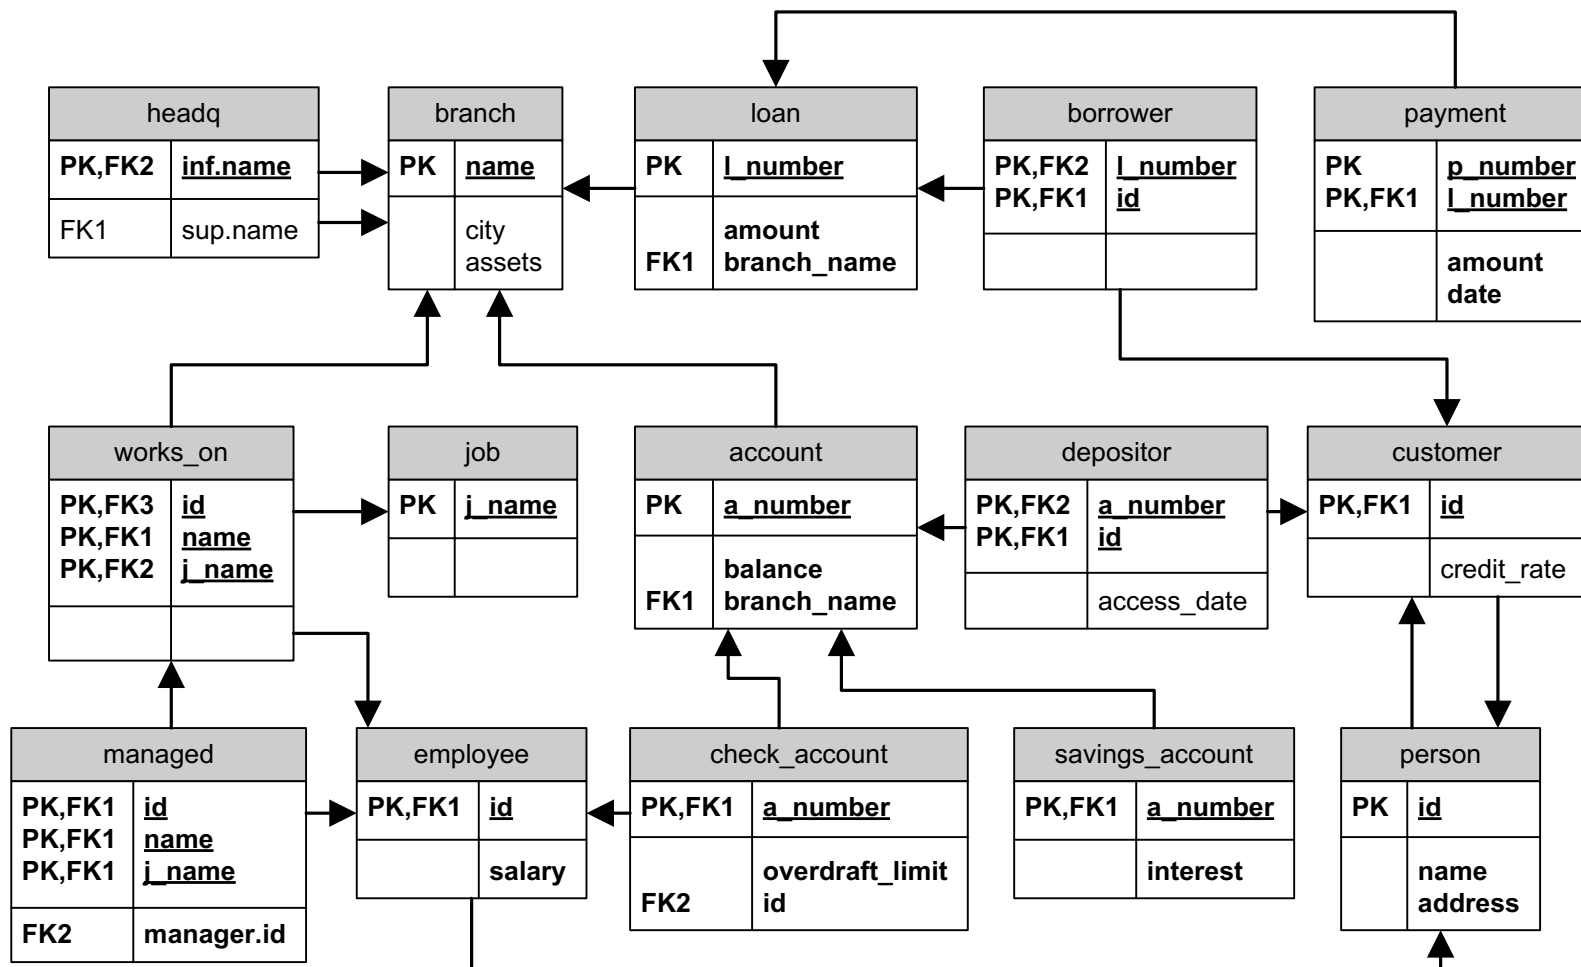 headq
PK,FK2 inf.name
FK1 sup.name
branch
PK name
city
assets
loan
PK l_number
amount
FK1 branch_name
borrower
PK,FK2 l_number
PK,FK1 id
payment
PK p_number
PK,FK1 l_number
amount
date
works_on
PK,FK3 id
PK,FK1 name
PK,FK2 j_name
job
PK j_name
account
PK a_number
balance
FK1 branch_name
depositor
PK,FK2 a_number
PK,FK1 id
access_date
customer
PK,FK1 id
credit_rate
managed
PK,FK1 id
PK,FK1 name
PK,FK1 j_name
FK2 manager.id
employee
PK,FK1 id
salary
check_account
PK,FK1 a_number
overdraft_limit
FK2 id
savings_account
PK,FK1 a_number
interest
person
PK id
name
address